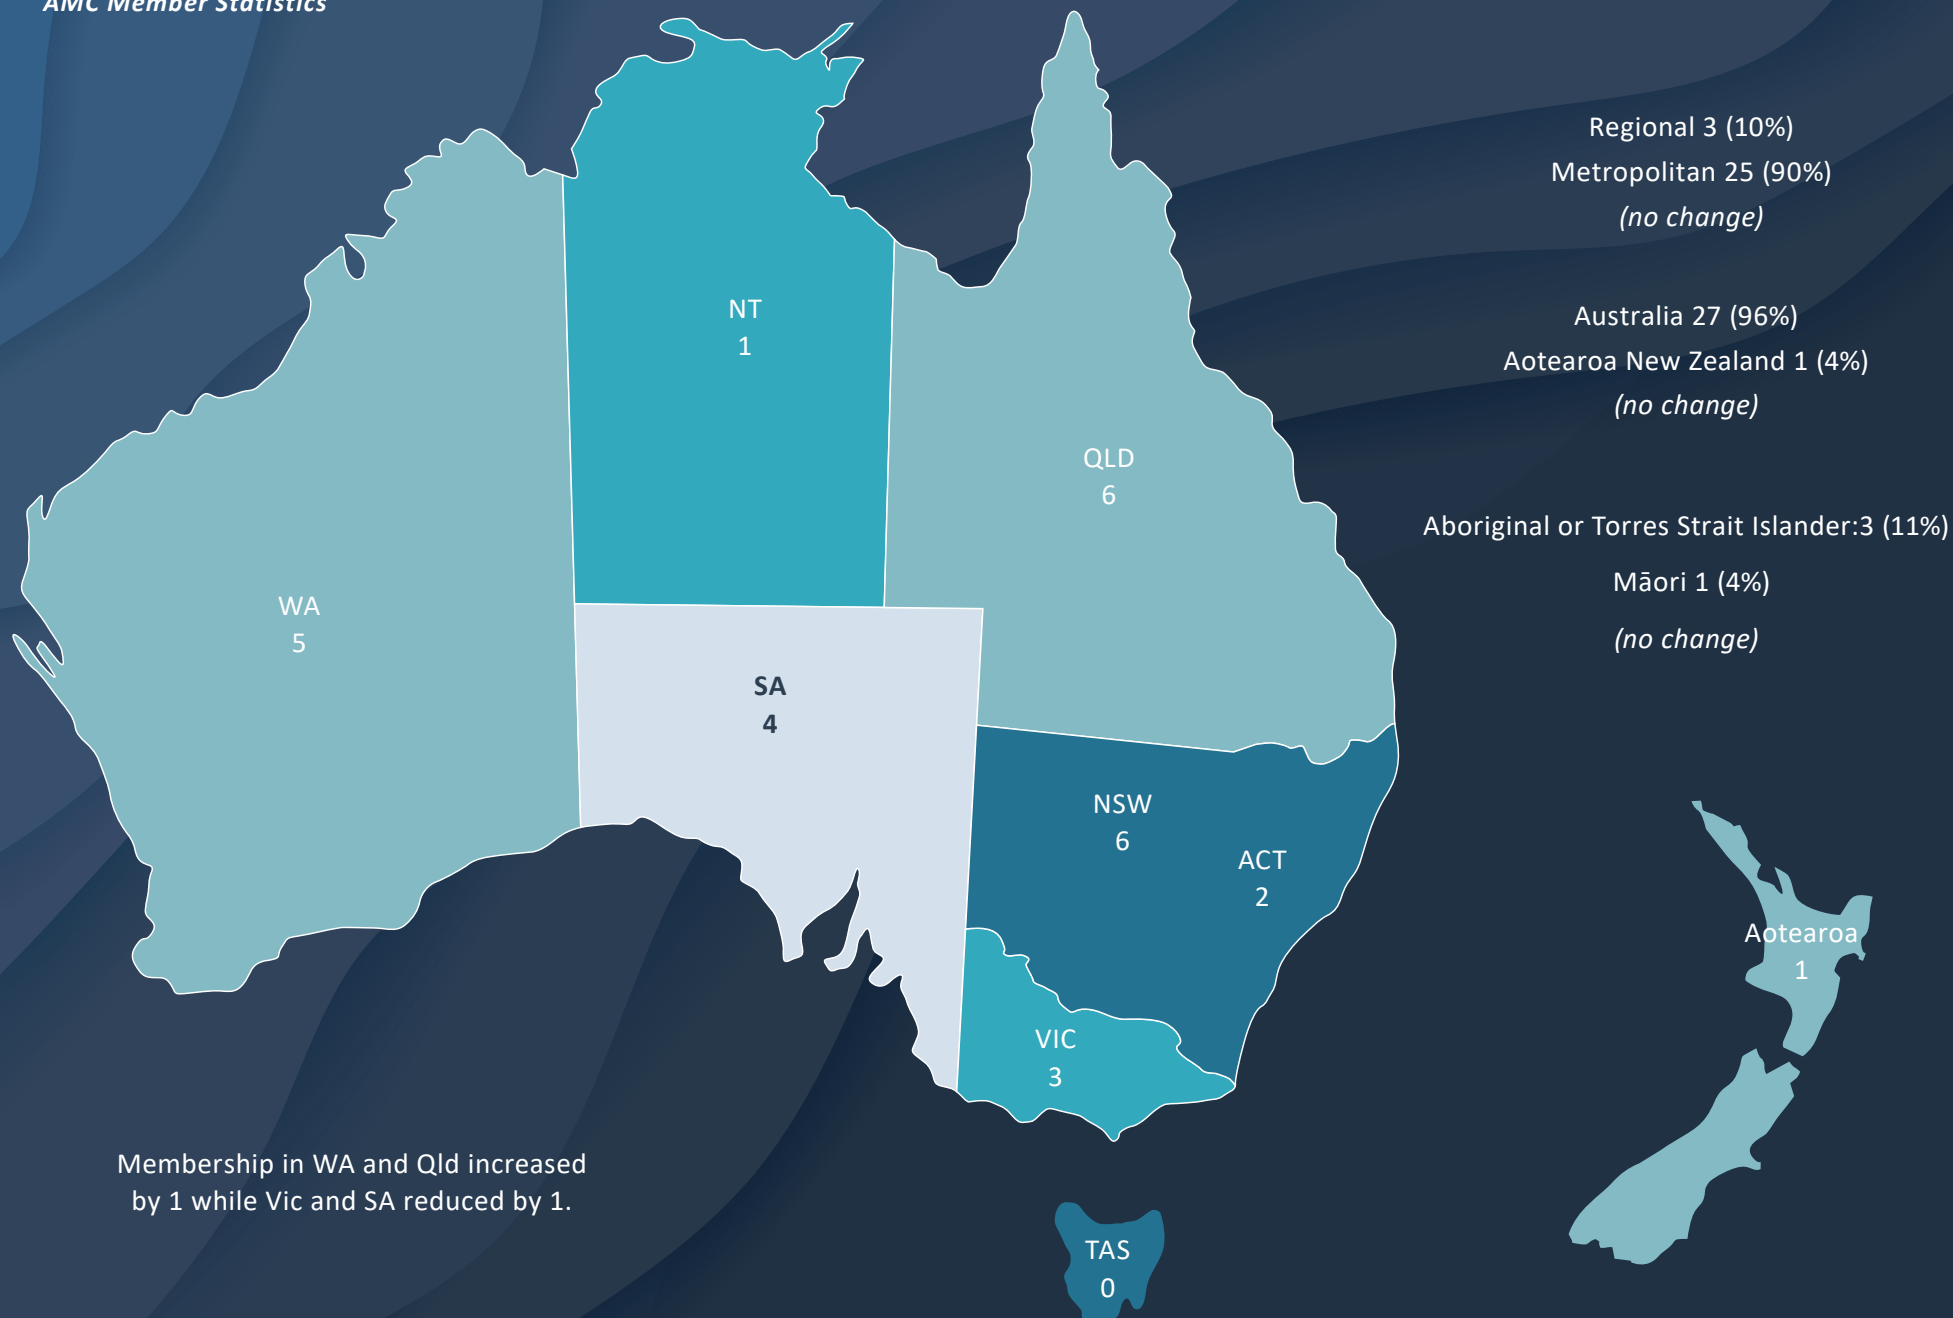 AMC Member Statistics
Regional 3 (10%)
Metropolitan 25 (90%)
(no change)
NT
1
Australia 27 (96%)
Aotearoa New Zealand 1 (4%)
(no change)
QLD
6
Aboriginal or Torres Strait Islander:3 (11%)
Māori 1 (4%)
(no change)
WA
5
SA
4
NSW
6
ACT
2
Aotearoa
1
VIC
3
Membership in WA and Qld increased
by 1 while Vic and SA reduced by 1.
TAS
0